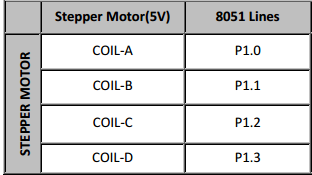 Stepper Motor(5V) 8051 Lines
STEPPER MOTOR
COIL-A P1.0
COIL-B P1.1
COIL-C P1.2
COIL-D P1.3